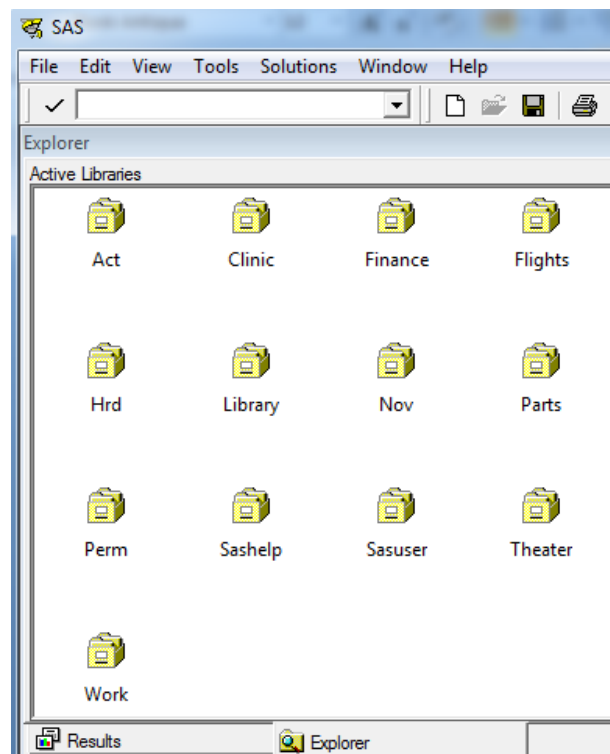 SAS
File Edit View Tools Solutions Window Help
Explorer
Active Libraries
Act Clinic Finance Flights
Hrd Library Nov Parts
Perm Sashelp Sasuser Theater
Work
Results Explorer